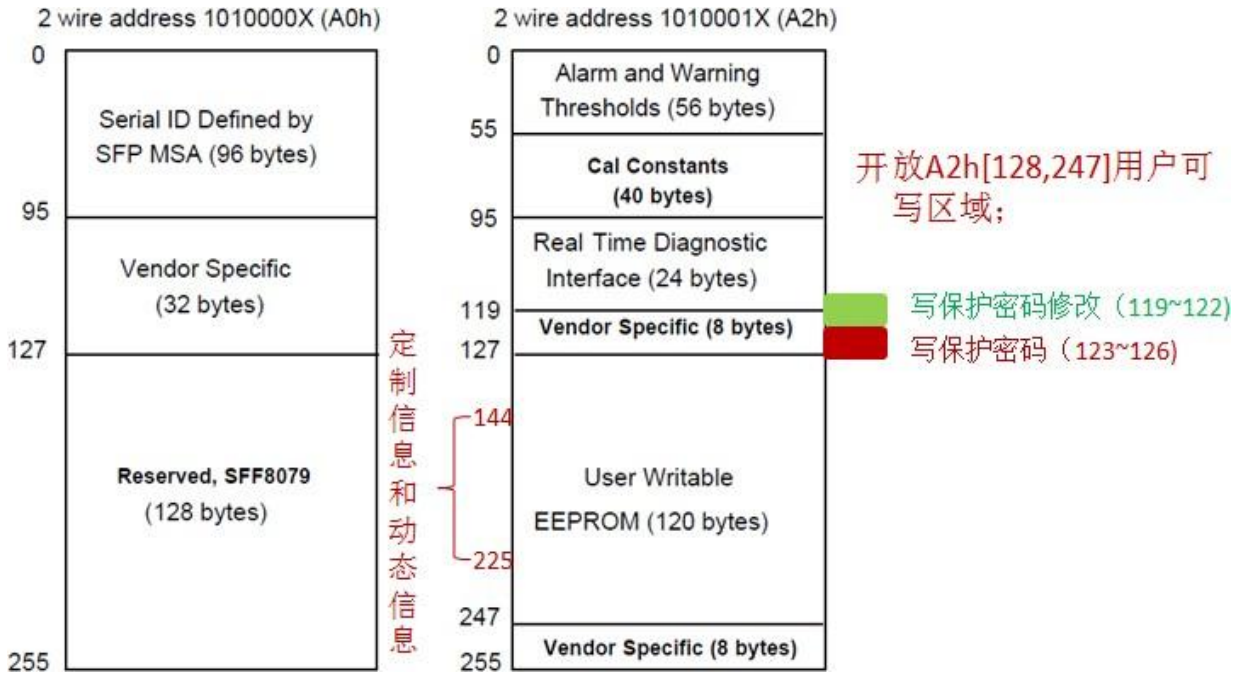 2 wire address 1010000X (A0h)
0
Serial ID Defined by
SFP MSA (96 bytes)
95
Vendor Specific
(32 bytes)
127
Reserved, SFF8079
(128 bytes)
255
定制信息和动态信息
2 wire address 1010001X (A2h)
0
Alarm and Warning
Thresholds (56 bytes)
55
Cal Constants
(40 bytes)
95
Real Time Diagnostic
Interface (24 bytes)
119
Vendor Specific (8 bytes)
127
144
User Writable
EEPROM (120 bytes)
225
247
Vendor Specific (8 bytes)
255
开放A2h[128,247]用户可
写区域；
写保护密码修改（119~122)
写保护密码（123~126)